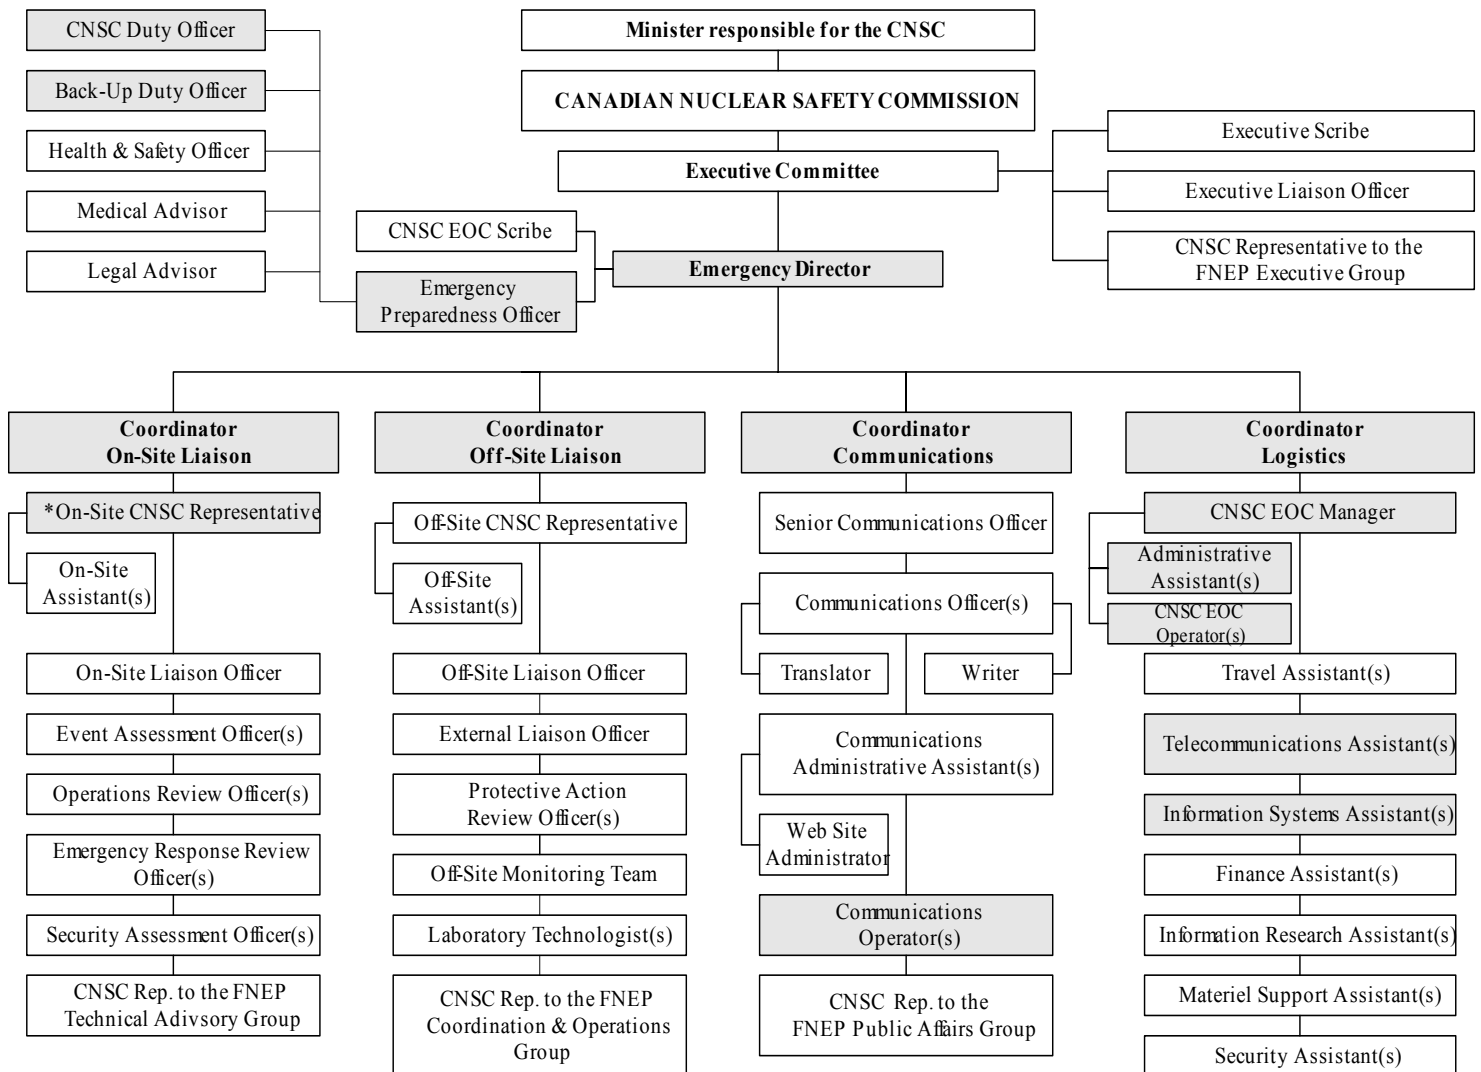 CNSC Duty Officer
Back-Up Duty Officer
Health & Safety Officer
Medical Advisor
Legal Advisor
Minister responsible for the CNSC
CANADIAN NUCLEAR SAFETY COMMISSION
Executive Committee
Executive Scribe
Executive Liaison Officer
CNSC Representative to the
FNEP Executive Group
CNSC EOC Scribe
Emergency
Preparedness Officer
Emergency Director
Coordinator
On-Site Liaison
*On-Site CNSC Representative
On-Site
Assistant(s)
On-Site Liaison Officer
Event Assessment Officer(s)
Operations Review Officer(s)
Emergency Response Review
Officer(s)
Security Assessment Officer(s)
CNSC Rep. to the FNEP
Technical Adivsory Group
Coordinator
Off-Site Liaison
Off-Site CNSC Representative
Off-Site
Assistant(s)
Off-Site Liaison Officer
External Liaison Officer
Protective Action
Review Officer(s)
Off-Site Monitoring Team
Laboratory Technologist(s)
CNSC Rep. to the FNEP
Coordination & Operations
Group
Coordinator
Communications
Senior Communications Officer
Communications Officer(s)
Translator
Writer
Communications
Administrative Assistant(s)
Web Site
Administrator
Communications
Operator(s)
CNSC Rep. to the
FNEP Public Affairs Group
Coordinator
Logistics
CNSC EOC Manager
Administrative
Assistant(s)
CNSC EOC
Operator(s)
Travel Assistant(s)
Telecommunications Assistant(s)
Information Systems Assistant(s)
Finance Assistant(s)
Information Research Assistant(s)
Materiel Support Assistant(s)
Security Assistant(s)